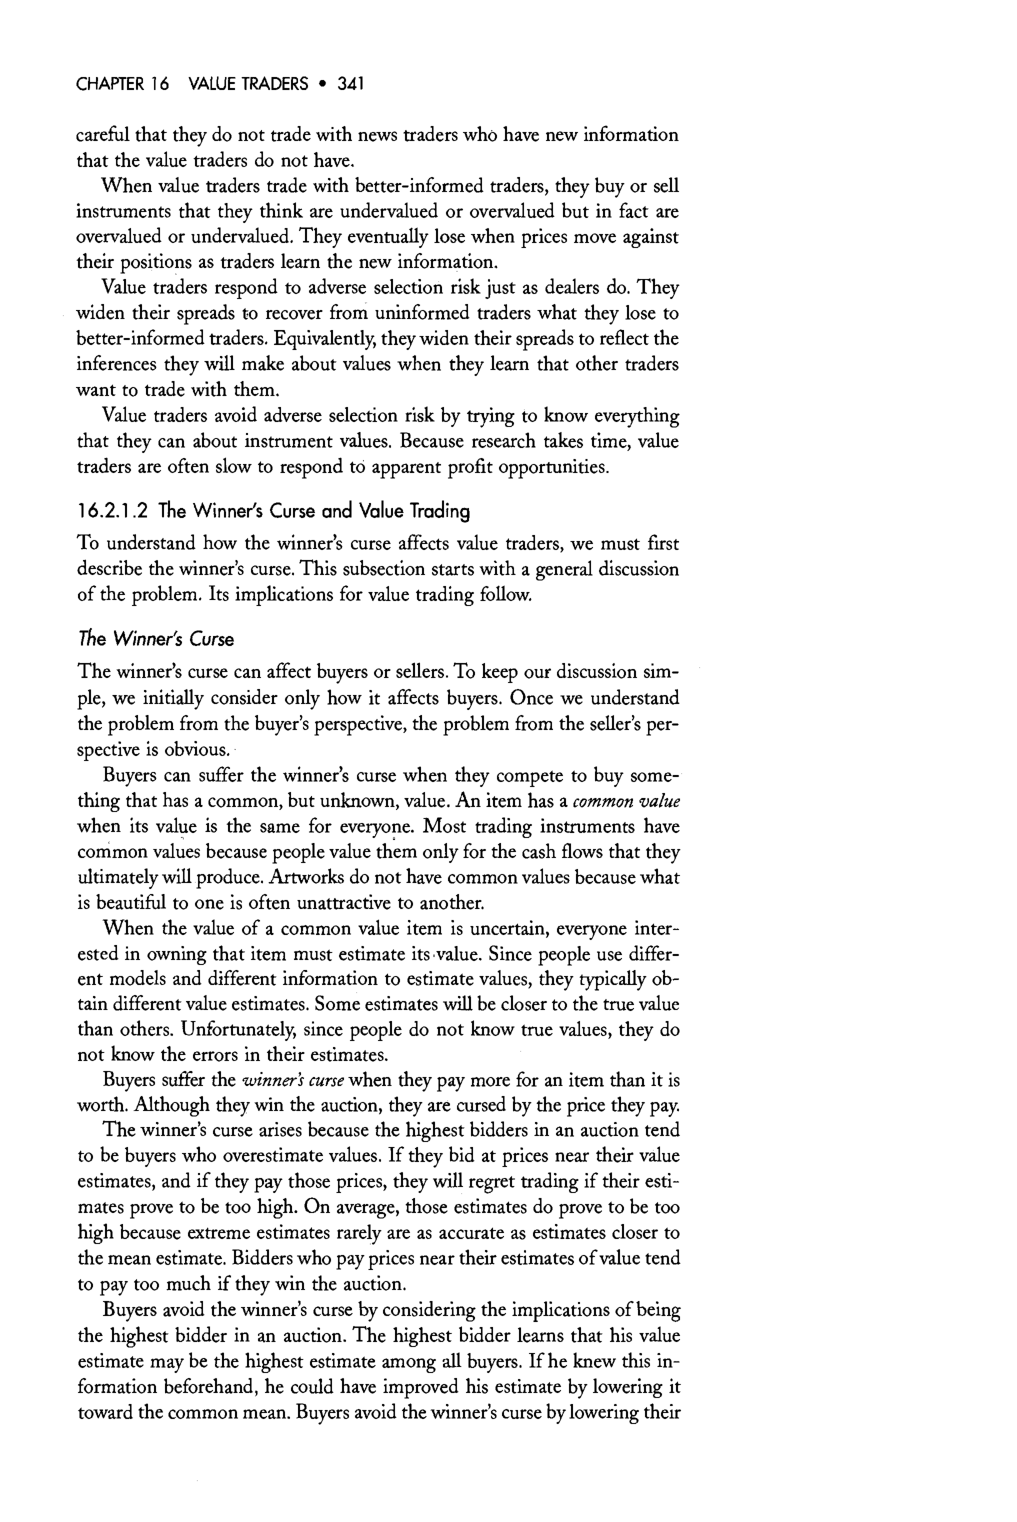 CHAPTER 16 VALUE TRADERS • 341
careful that they do not trade with news traders who have new information
that the value traders do not have.
When value traders trade with better-informed traders, they buy or sell
instruments that they think are undervalued or overvalued but in fact are
overvalued or undervalued. They eventually lose when prices move against
their positions as traders learn the new information.
Value traders respond to adverse selection risk just as dealers do. They
widen their spreads to recover from uninformed traders what they lose to
better-informed traders. Equivalently, they widen their spreads to reflect the
inferences they will make about values when they learn that other traders
want to trade with them.
Value traders avoid adverse selection risk by trying to know everything
that they can about instrument values. Because research takes time, value
traders are often slow to respond to apparent profit opportunities.
16.2.1.2 The Winner's Curse and Value Trading
To understand how the winner's curse affects value traders, we must first
describe the winner's curse. This subsection starts with a general discussion
of the problem. Its implications for value trading follow.
The Winner's Curse
The winner's curse can affect buyers or sellers. To keep our discussion sim-
ple, we initially consider only how it affects buyers. Once we understand
the problem from the buyer's perspective, the problem from the seller's per-
spective is obvious.
Buyers can suffer the winner's curse when they compete to buy some-
thing that has a common, but unknown, value. An item has a common value
when its value is the same for everyone. Most trading instruments have
common values because people value them only for the cash flows that they
ultimately will produce. Artworks do not have common values because what
is beautiful to one is often unattractive to another.
When the value of a common value item is uncertain, everyone inter-
ested in owning that item must estimate its value. Since people use differ-
ent models and different information to estimate values, they typically ob-
tain different value estimates. Some estimates will be closer to the true value
than others. Unfortunately, since people do not know true values, they do
not know the errors in their estimates.
Buyers suffer the winner's curse when they pay more for an item than it is
worth. Although they win the auction, they are cursed by the price they pay.
The winner's curse arises because the highest bidders in an auction tend
to be buyers who overestimate values. If they bid at prices near their value
estimates, and if they pay those prices, they will regret trading if their esti-
mates prove to be too high. On average, those estimates do prove to be too
high because extreme estimates rarely are as accurate as estimates closer to
the mean estimate. Bidders who pay prices near their estimates of value tend
to pay too much if they win the auction.
Buyers avoid the winner's curse by considering the implications of being
the highest bidder in an auction. The highest bidder learns that his value
estimate may be the highest estimate among all buyers. If he knew this in-
formation beforehand, he could have improved his estimate by lowering it
toward the common mean. Buyers avoid the winner's curse by lowering their